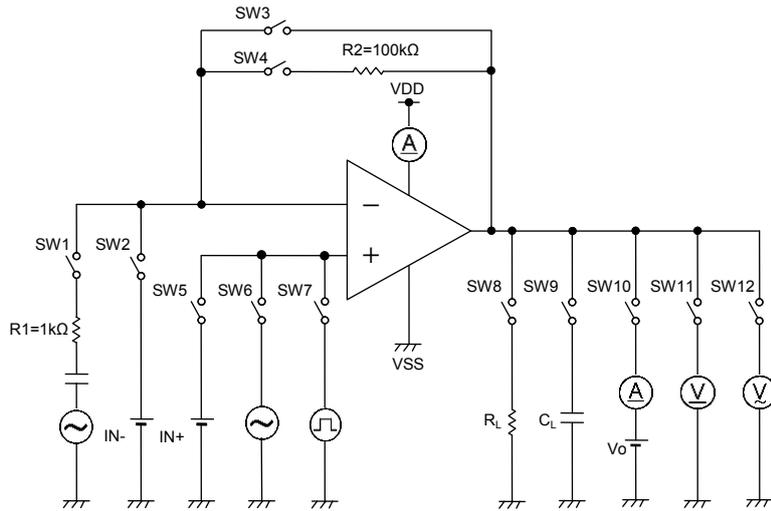 SW3
SW4
R2=100kΩ
VDD
A
SW1
SW2
SW5
SW6
SW7
SW8
SW9
SW10
SW11
SW12
R1=1kΩ
VSS
IN-
IN+
RL
CL
A
V
V
Vo